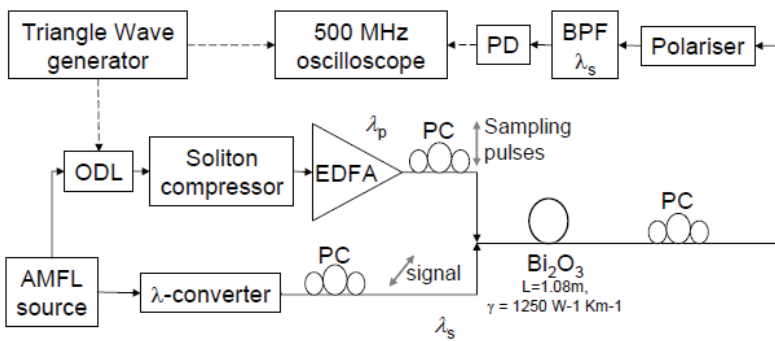 Triangle Wave
generator
500 MHz
oscilloscope
PD
BPF
λs
Polariser
ODL
Soliton
compressor
EDFA
λp
PC
Sampling
pulses
PC
AMFL
source
λ-converter
PC
signal
λs
Bi2O3
L=1.08m,
γ = 1250 W-1 Km-1